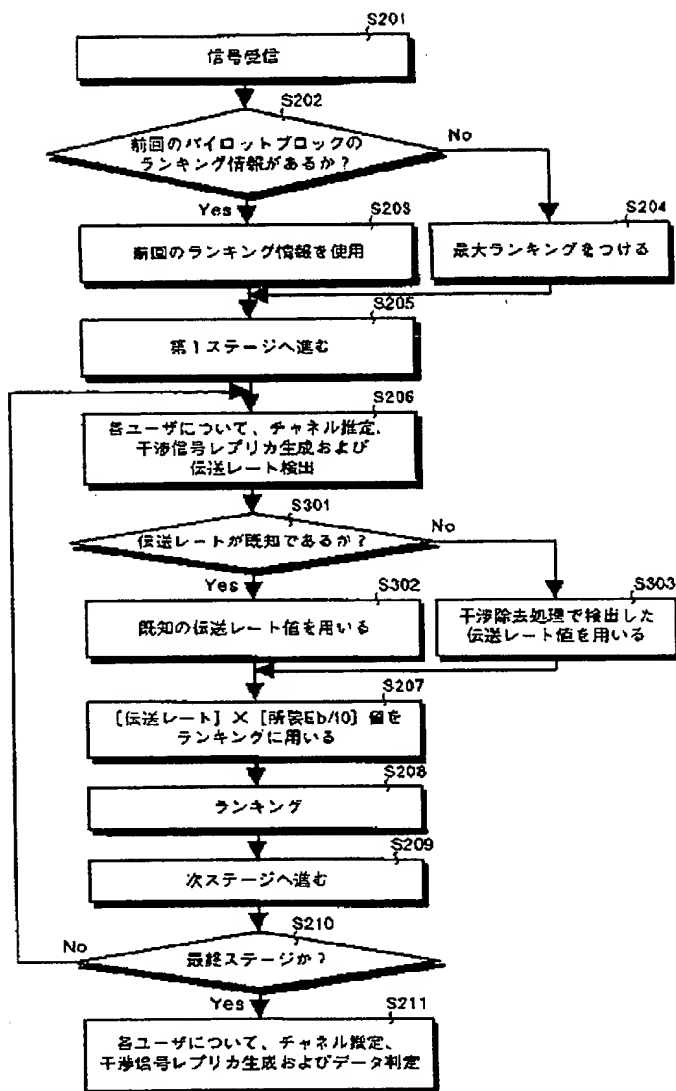 S201
信号受信
S202
前回のパイロットブロックの
ランキング情報があるか？
No
Yes
S203
前回のランキング情報を使用
S204
最大ランキングをつける
S205
第1ステージへ進む
S206
各ユーザについて、チャネル推定、
干渉信号レプリカ生成および
伝送レート検出
S301
伝送レートが既知であるか？
No
Yes
S302
既知の伝送レート値を用いる
S303
干渉除去処理で検出した
伝送レート値を用いる
S207
［伝送レート］×［所要Eb/I0］値を
ランキングに用いる
S208
ランキング
S209
次ステージへ進む
S210
No
最終ステージか？
Yes
S211
各ユーザについて、チャネル推定、
干渉信号レプリカ生成およびデータ判定